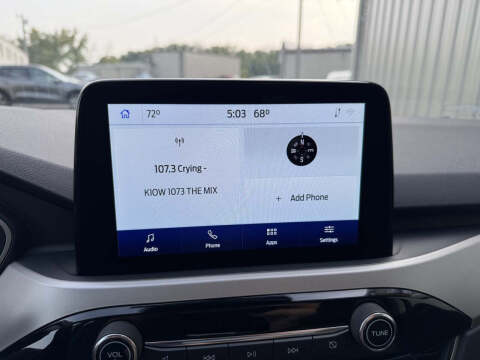 72° 5:03 68°
N
S
107.3 Crying -
KIOW 1073 THE MIX
+ Add Phone
Audio Phone Apps Settings
VOL TUNE